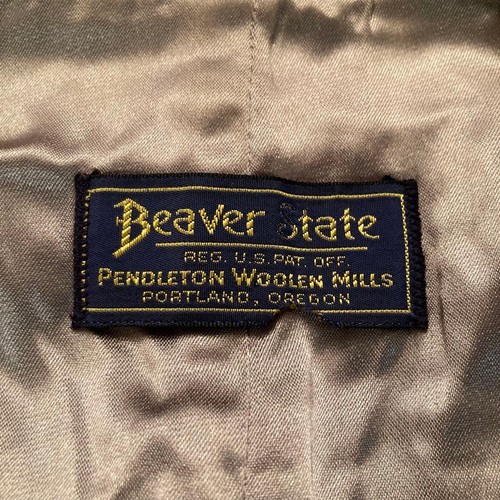 Beaver State
REG. U.S. PAT. OFF.
PENDLETON WOOLEN MILLS
PORTLAND, OREGON